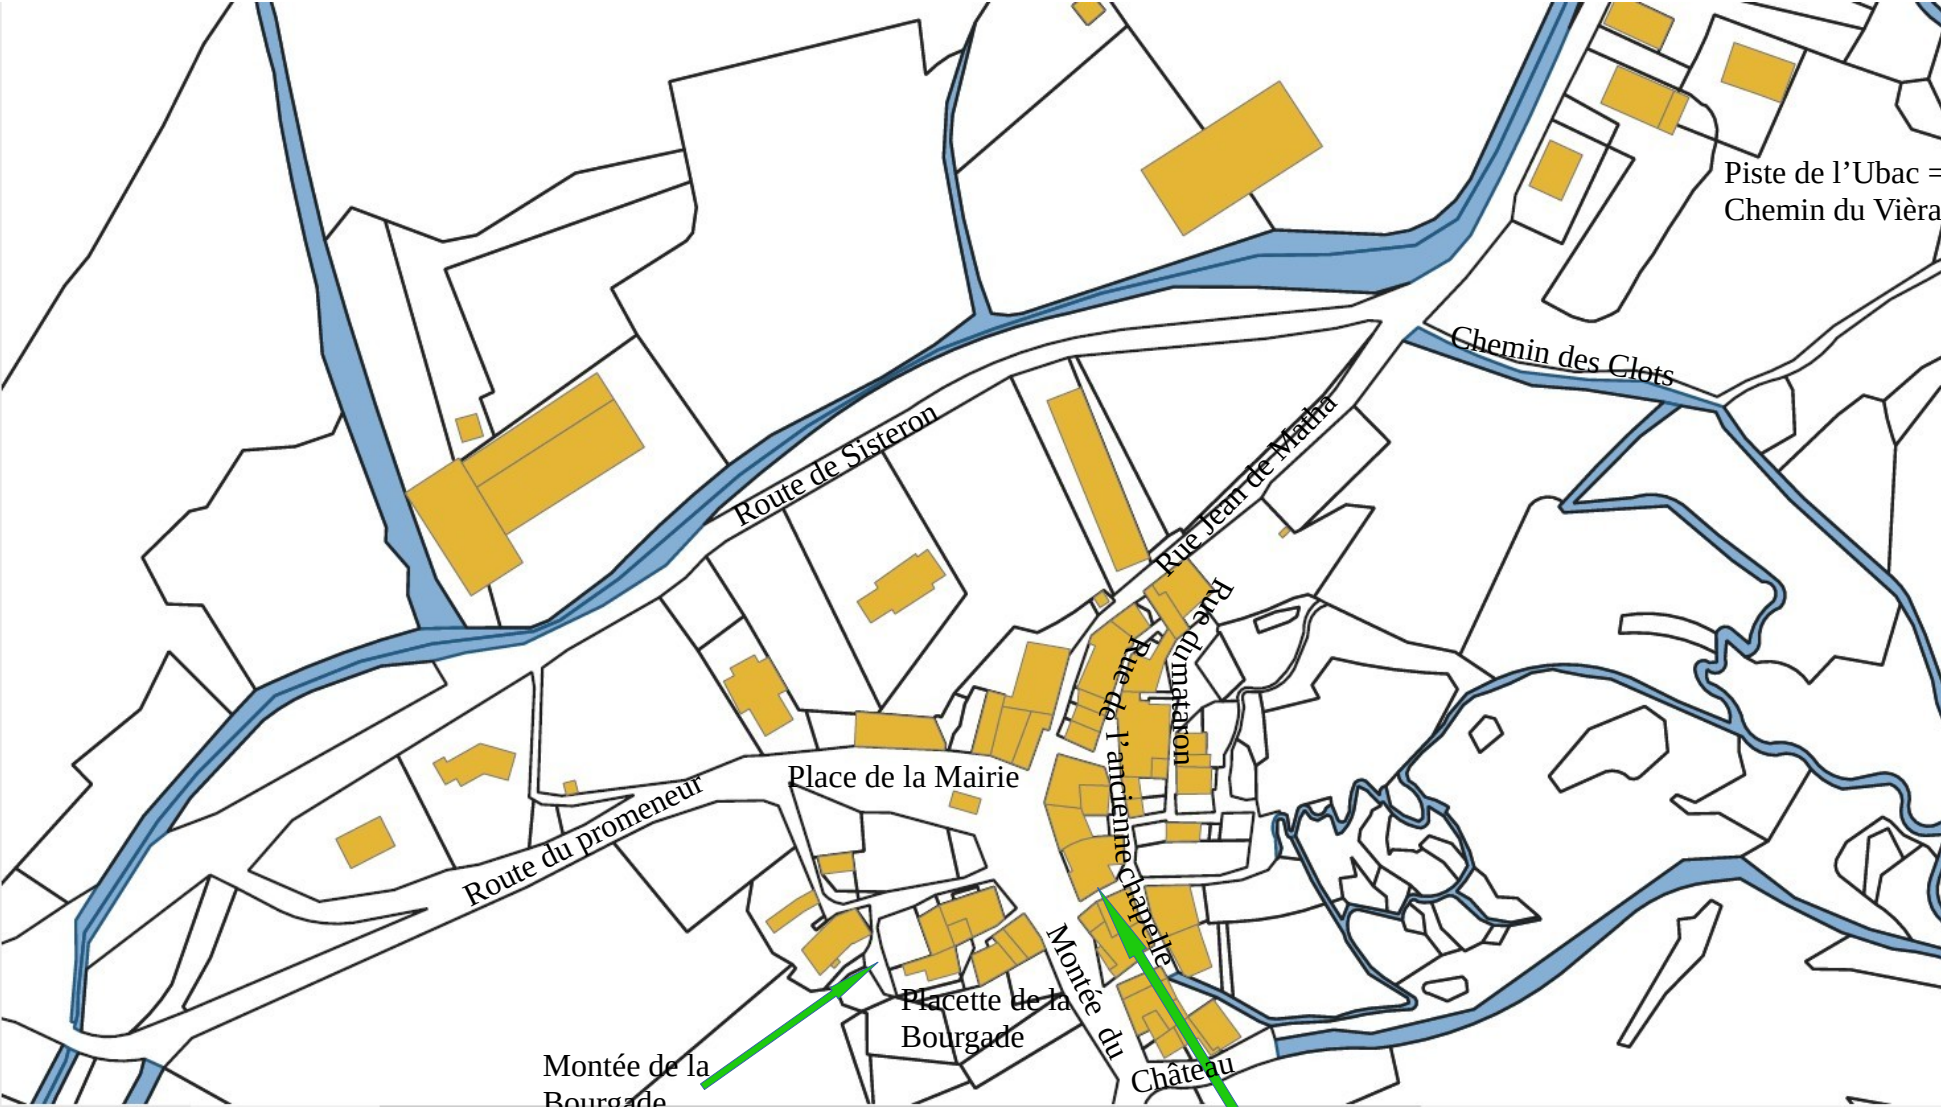 Piste de l’Ubac =
Chemin du Vièra
Chemin des Clots
Route de Sisteron
Rue Jean de Matha
Rue du mataron
Rue de l’ancienne chapelle
Place de la Mairie
Route du promeneur
Montée du
Château
Placette de la
Bourgade
Montée de la
Bourgade